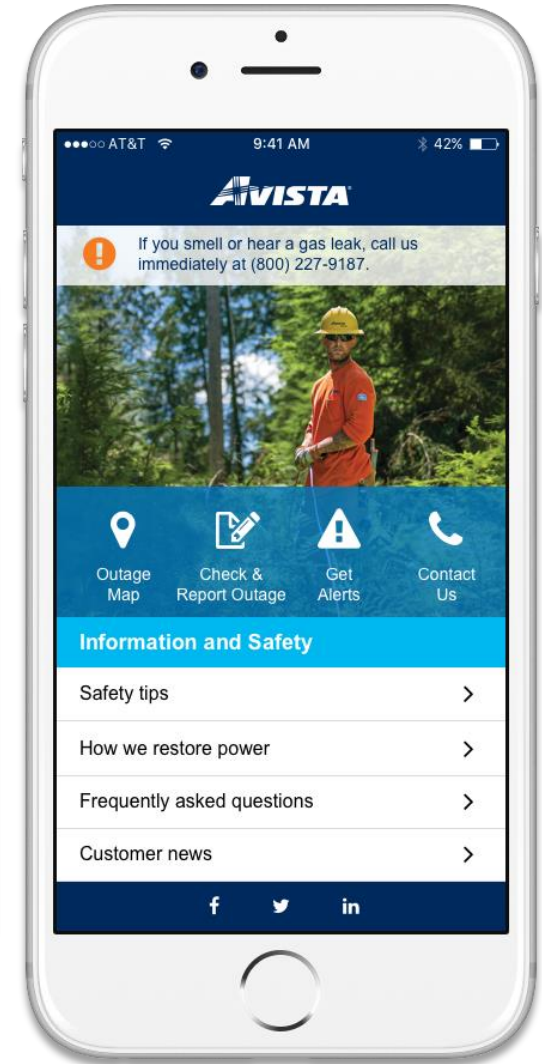 AT&T 9:41 AM 42%
AVISTA
If you smell or hear a gas leak, call us
immediately at (800) 227-9187.
Outage Check & Get Contact
Map Report Outage Alerts Us
Information and Safety
Safety tips
How we restore power
Frequently asked questions
Customer news
f in